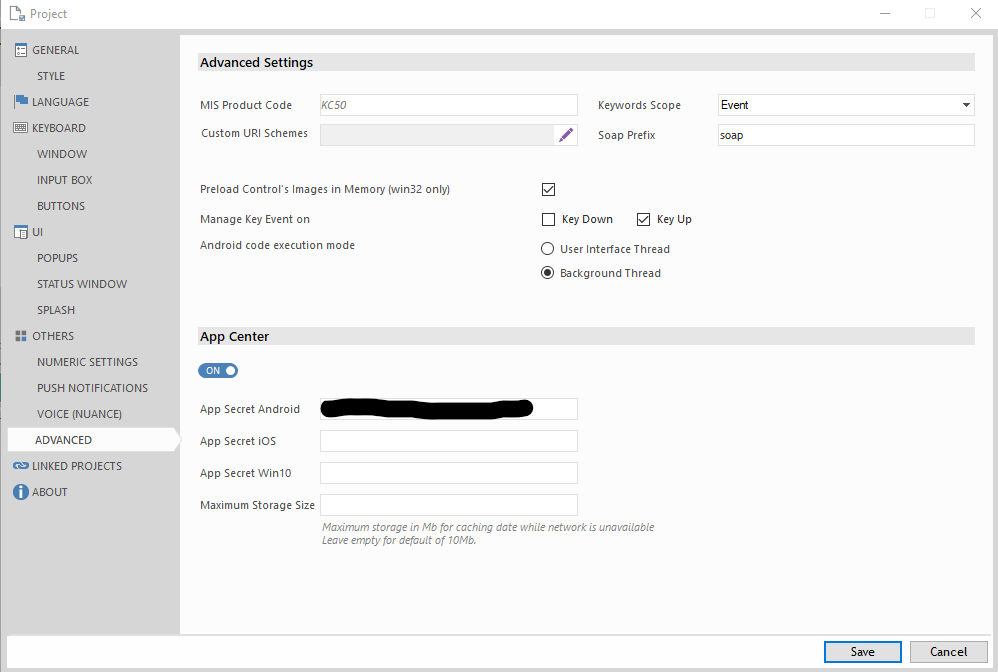 Project
GENERAL
STYLE
LANGUAGE
KEYBOARD
WINDOW
INPUT BOX
BUTTONS
UI
POPUPS
STATUS WINDOW
SPLASH
OTHERS
NUMERIC SETTINGS
PUSH NOTIFICATIONS
VOICE (NUANCE)
ADVANCED
LINKED PROJECTS
ABOUT
Advanced Settings
MIS Product Code KC50 Keywords Scope Event
Custom URI Schemes Soap Prefix soap
Preload Control's Images in Memory (win32 only)
Manage Key Event on Key Down Key Up
Android code execution mode User Interface Thread
Background Thread
App Center
ON
App Secret Android
App Secret iOS
App Secret Win10
Maximum Storage Size
Maximum storage in Mb for caching date while network is unavailable
Leave empty for default of 10Mb.
Save Cancel